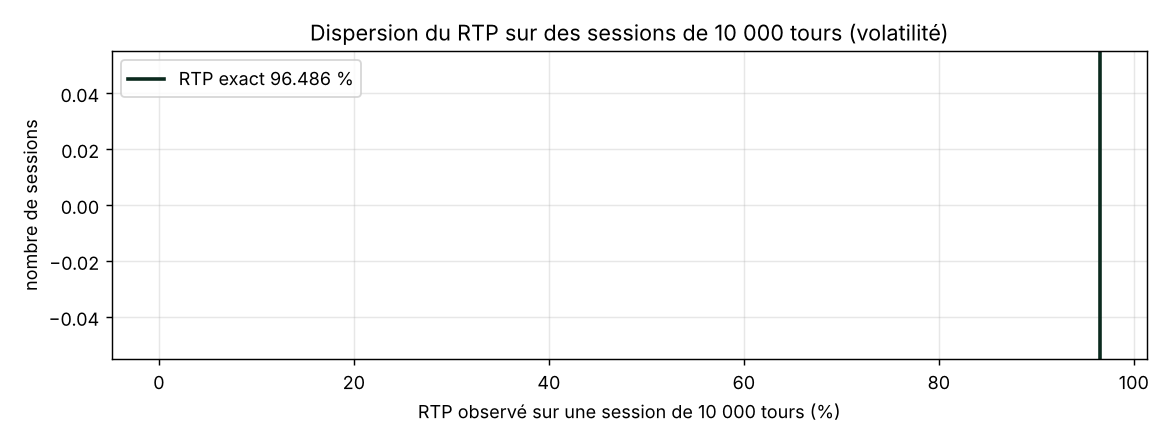 Dispersion du RTP sur des sessions de 10 000 tours (volatilité)
RTP exact 96.486 %
nombre de sessions
0.04
0.02
0.00
−0.02
−0.04
0 20 40 60 80 100
RTP observé sur une session de 10 000 tours (%)